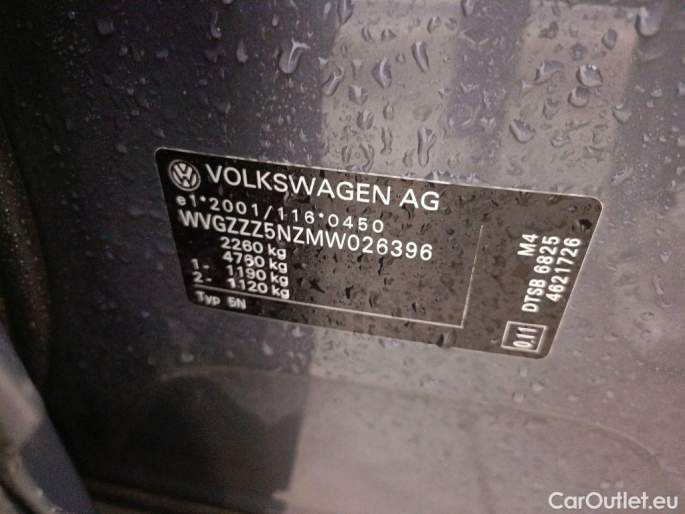 VOLKSWAGEN AG
e1*2001/116*0450
WVGZZZ5NZMW026396
2260 kg
4760 kg
1- 1190 kg
2- 1120 kg
Typ 5N
M4
DTSB 6825
4621726
0.11
CarOutlet.eu